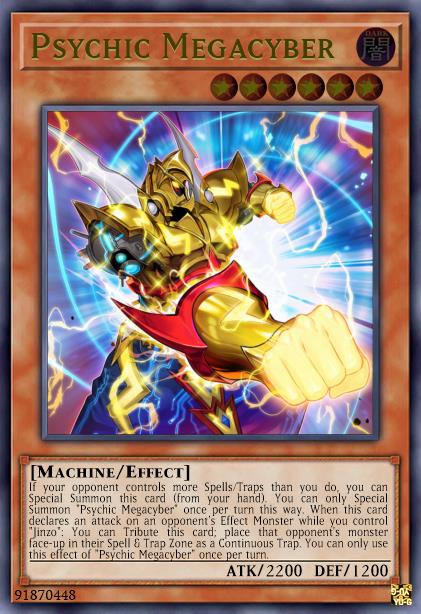 PSYCHIC MEGACYBER
DARK
闇
[MACHINE/EFFECT]
If your opponent controls more Spells/Traps than you do, you can
Special Summon this card (from your hand). You can only Special
Summon "Psychic Megacyber" once per turn this way. When this card
declares an attack on an opponent's Effect Monster while you control
"Jinzo": You can Tribute this card; place that opponent's monster
face-up in their Spell & Trap Zone as a Continuous Trap. You can only use
this effect of "Psychic Megacyber" once per turn.
ATK/2200 DEF/1200
91870448